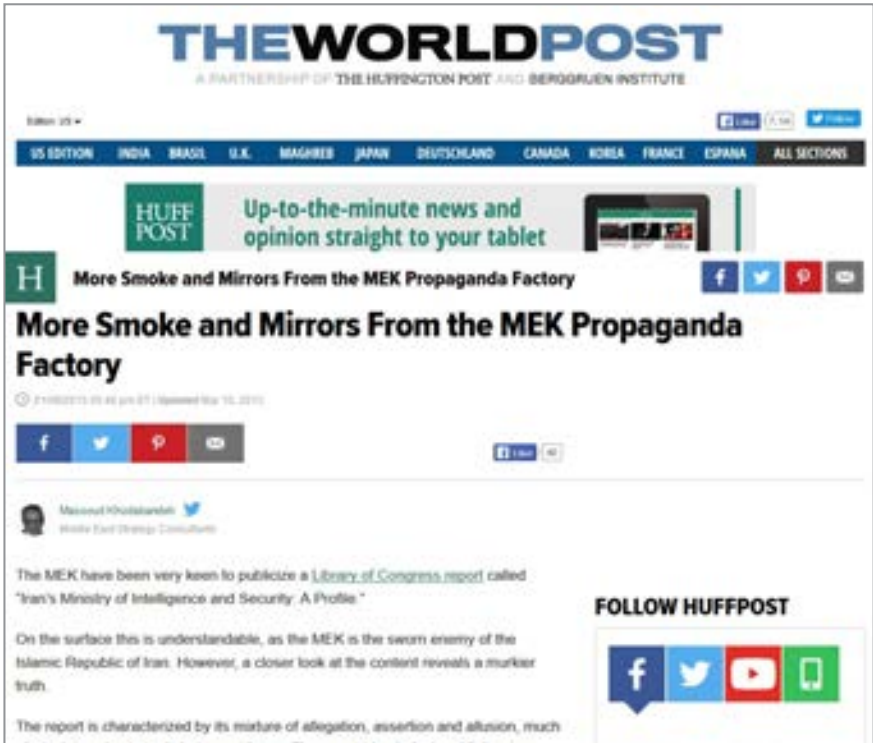 THEWORLDPOST
A PARTNERSHIP OF THE HUFFINGTON POST AND BERGGRUEN INSTITUTE
Edition: US
Like
Follow
US EDITION INDIA BRASIL U.K. MAGHREB JAPAN DEUTSCHLAND CANADA KOREA FRANCE ESPANA ALL SECTIONS
HUFF
POST
Up-to-the-minute news and
opinion straight to your tablet
H More Smoke and Mirrors From the MEK Propaganda Factory
More Smoke and Mirrors From the MEK Propaganda
Factory
Like
Massoud Khodabandeh
Middle East Strategy Consultants
The MEK have been very keen to publicize a Library of Congress report called
"Iran's Ministry of Intelligence and Security: A Profile."
On the surface this is understandable, as the MEK is the sworn enemy of the
Islamic Republic of Iran. However, a closer look at the content reveals a murkier
truth.
The report is characterized by its mixture of allegation, assertion and allusion, much
FOLLOW HUFFPOST